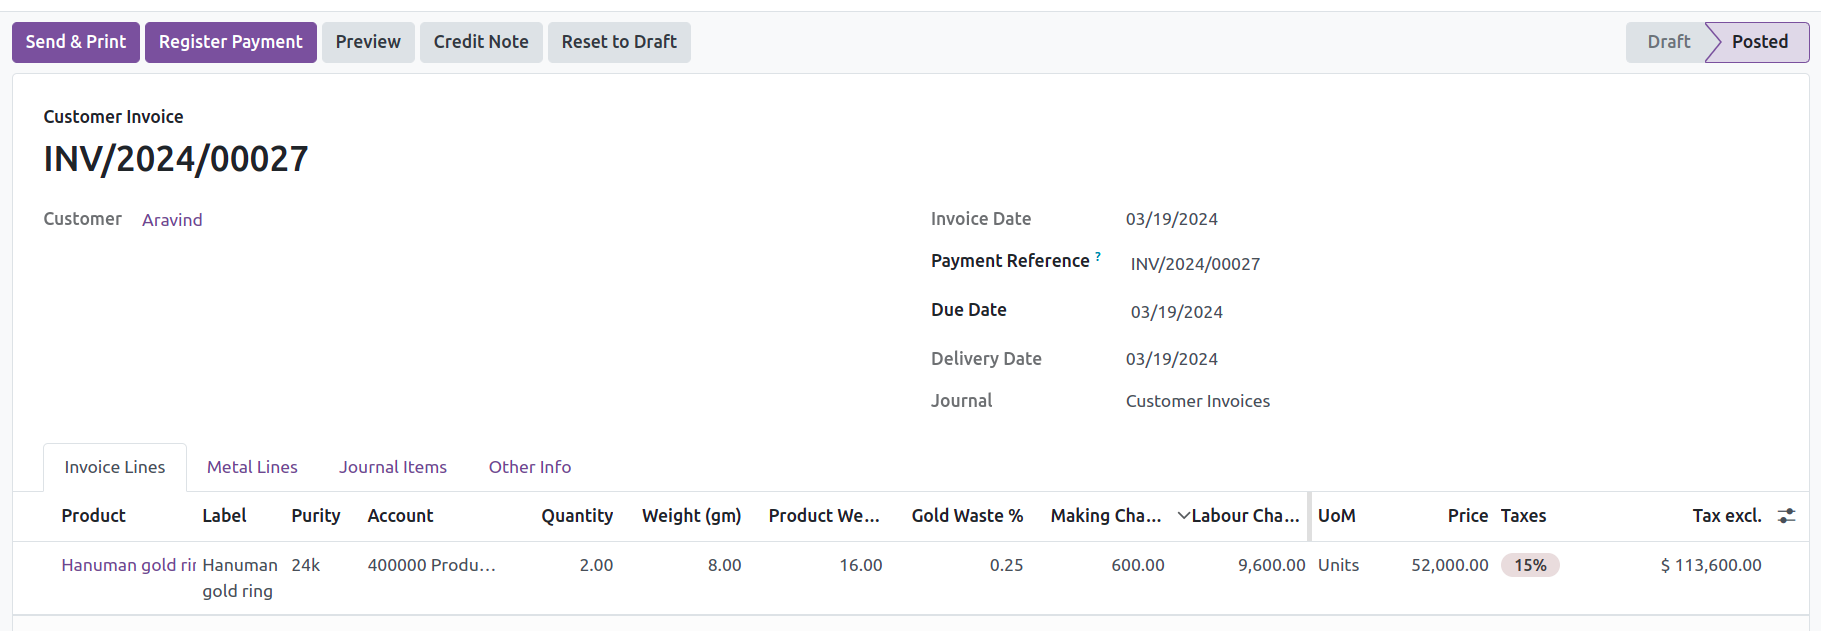 Send & Print Register Payment Preview Credit Note Reset to Draft Draft Posted
Customer Invoice
INV/2024/00027
Customer Aravind Invoice Date 03/19/2024
Payment Reference ? INV/2024/00027
Due Date 03/19/2024
Delivery Date 03/19/2024
Journal Customer Invoices
Invoice Lines Metal Lines Journal Items Other Info
Product Label Purity Account Quantity Weight (gm) Product We... Gold Waste % Making Cha... Labour Cha... UoM Price Taxes Tax excl.
Hanuman gold rin Hanuman 24k 400000 Produ... 2.00 8.00 16.00 0.25 600.00 9,600.00 Units 52,000.00 15% $ 113,600.00
gold ring